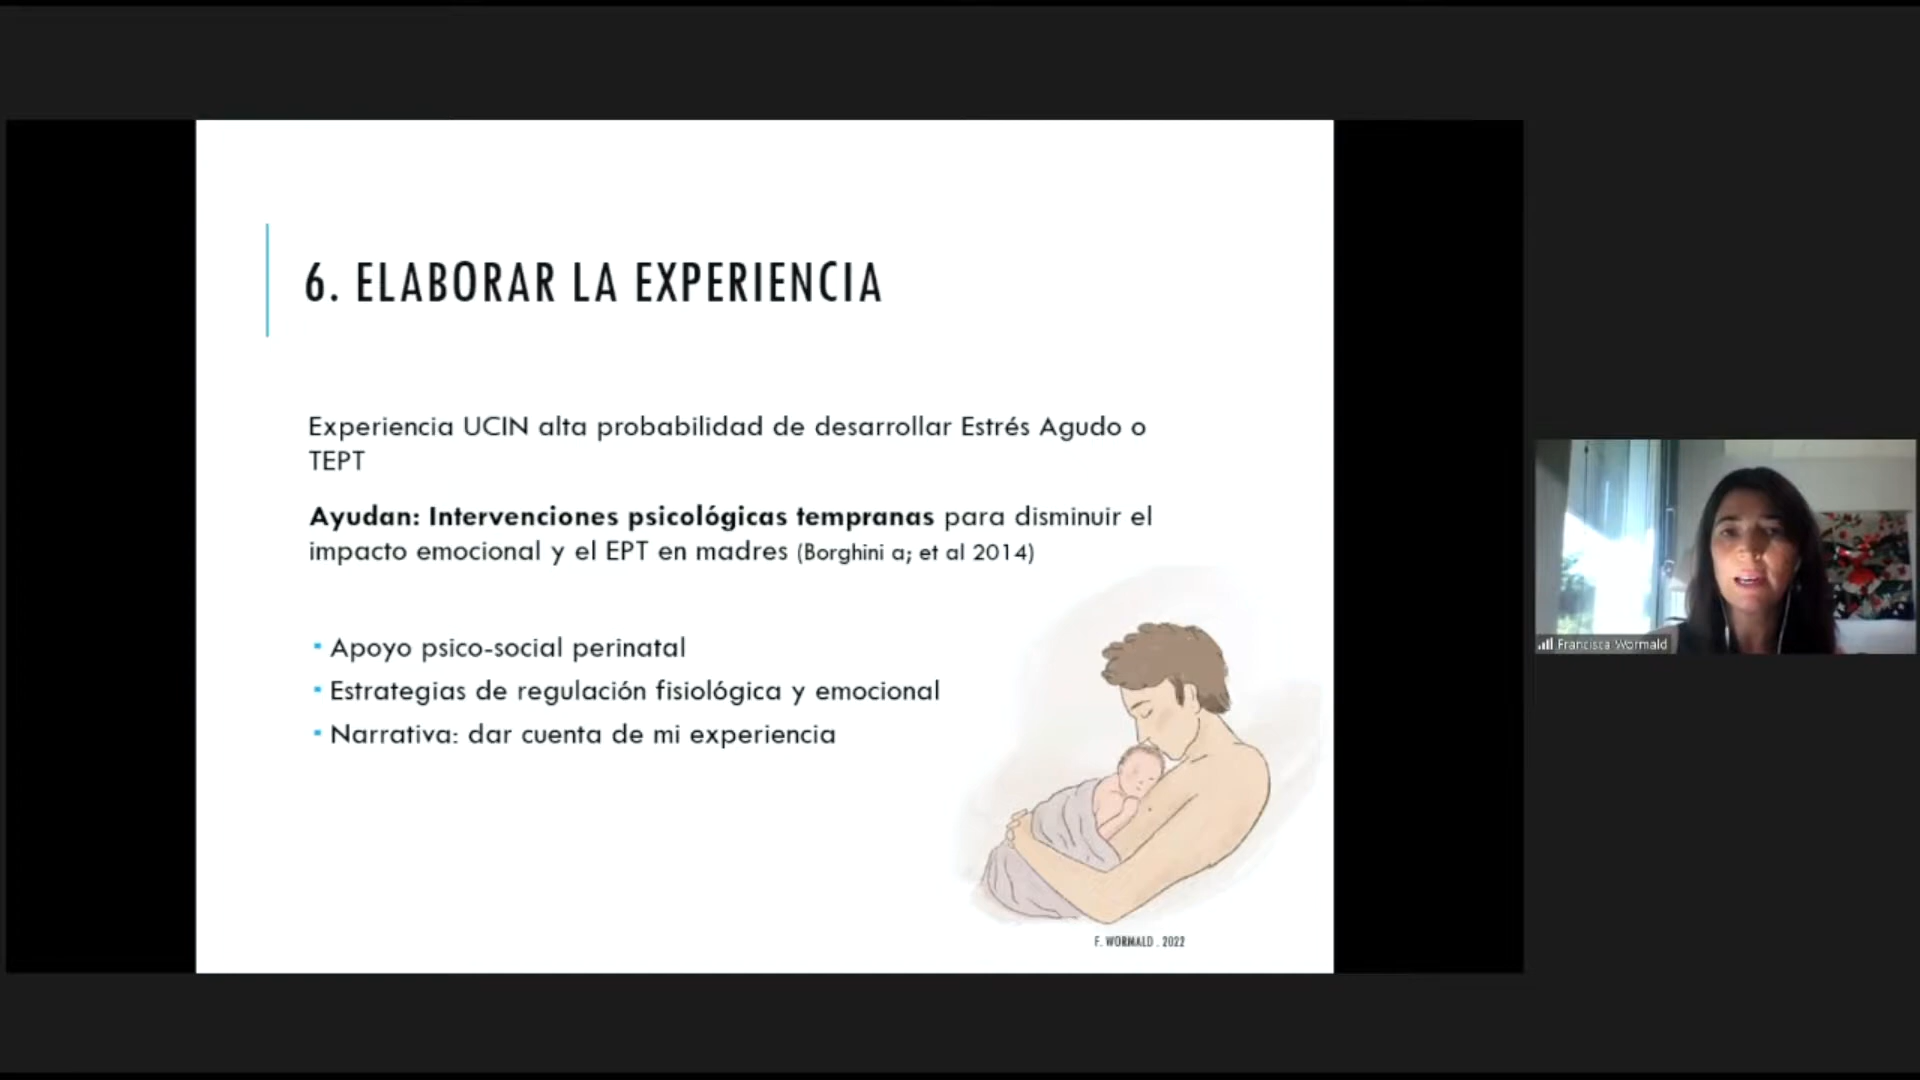 6. ELABORAR LA EXPERIENCIA
Experiencia UCIN alta probabilidad de desarrollar Estrés Agudo o
TEPT
Ayudan: Intervenciones psicológicas tempranas para disminuir el
impacto emocional y el EPT en madres (Borghini a; et al 2014)
▪ Apoyo psico-social perinatal
▪ Estrategias de regulación fisiológica y emocional
▪ Narrativa: dar cuenta de mi experiencia
F. WORMALD . 2022
Francisca Wormald